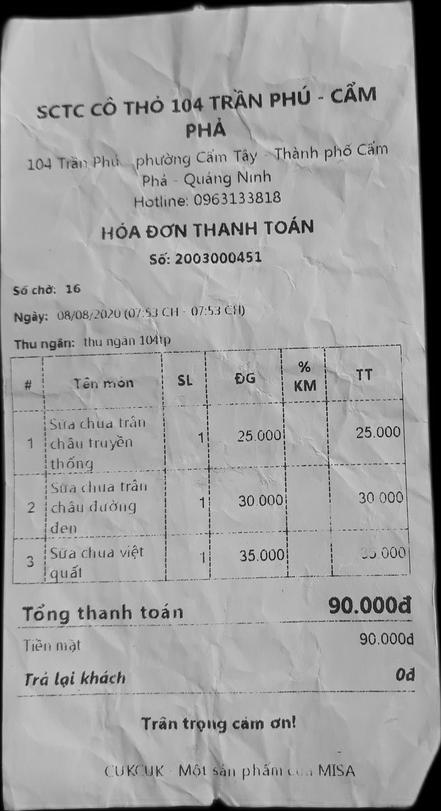 SCTC CÔ THỎ 104 TRẦN PHÚ - CẨM
PHẢ
104 Trần Phú - phường Cẩm Tây - Thành phố Cẩm
Phả - Quảng Ninh
Hotline: 0963133818
HÓA ĐƠN THANH TOÁN
Số: 2003000451
Số chờ: 16
Ngày: 08/08/2020 (07:53 CH - 07:53 CH)
Thu ngân: thu ngân 104tp
# Tên món SL ĐG % KM TT
1 Sữa chua trân châu truyền thống 1 25.000 25.000
2 Sữa chua trân châu đường đen 1 30.000 30.000
3 Sữa chua việt quất 1 35.000 35.000
Tổng thanh toán 90.000đ
Tiền mặt 90.000đ
Trả lại khách 0đ
Trân trọng cảm ơn!
CUKCUK - Một sản phẩm của MISA